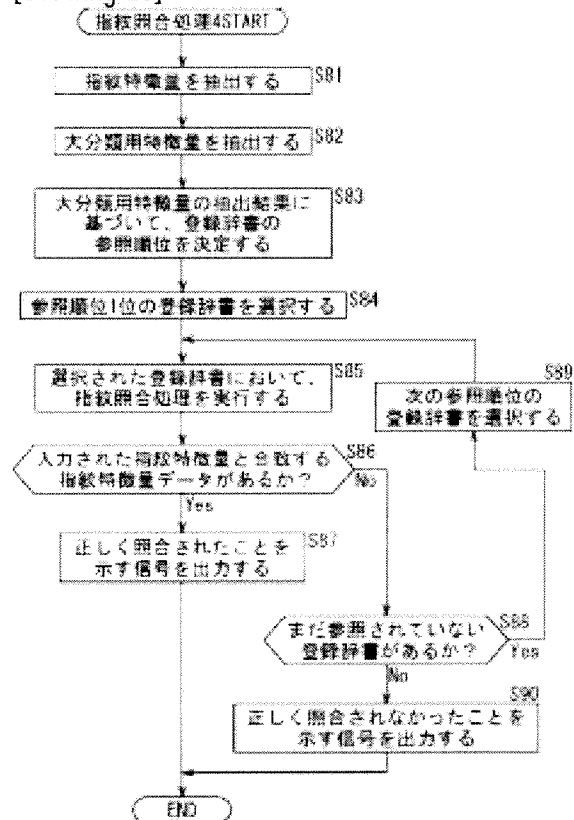 指紋照合処理4START
指紋特徴量を抽出する
S81
大分類用特徴量を抽出する
S82
大分類用特徴量の抽出結果に
基づいて、登録辞書の
参照順位を決定する
S83
参照順位1位の登録辞書を選択する
S84
選択された登録辞書において、
指紋照合処理を実行する
S85
次の参照順位の
登録辞書を選択する
S89
入力された指紋特徴量と合致する
指紋特徴量データがあるか?
S86
No
Yes
正しく照合されたことを
示す信号を出力する
S87
まだ参照されていない
登録辞書があるか?
S88
Yes
No
S90
正しく照合されなかったことを
示す信号を出力する
END